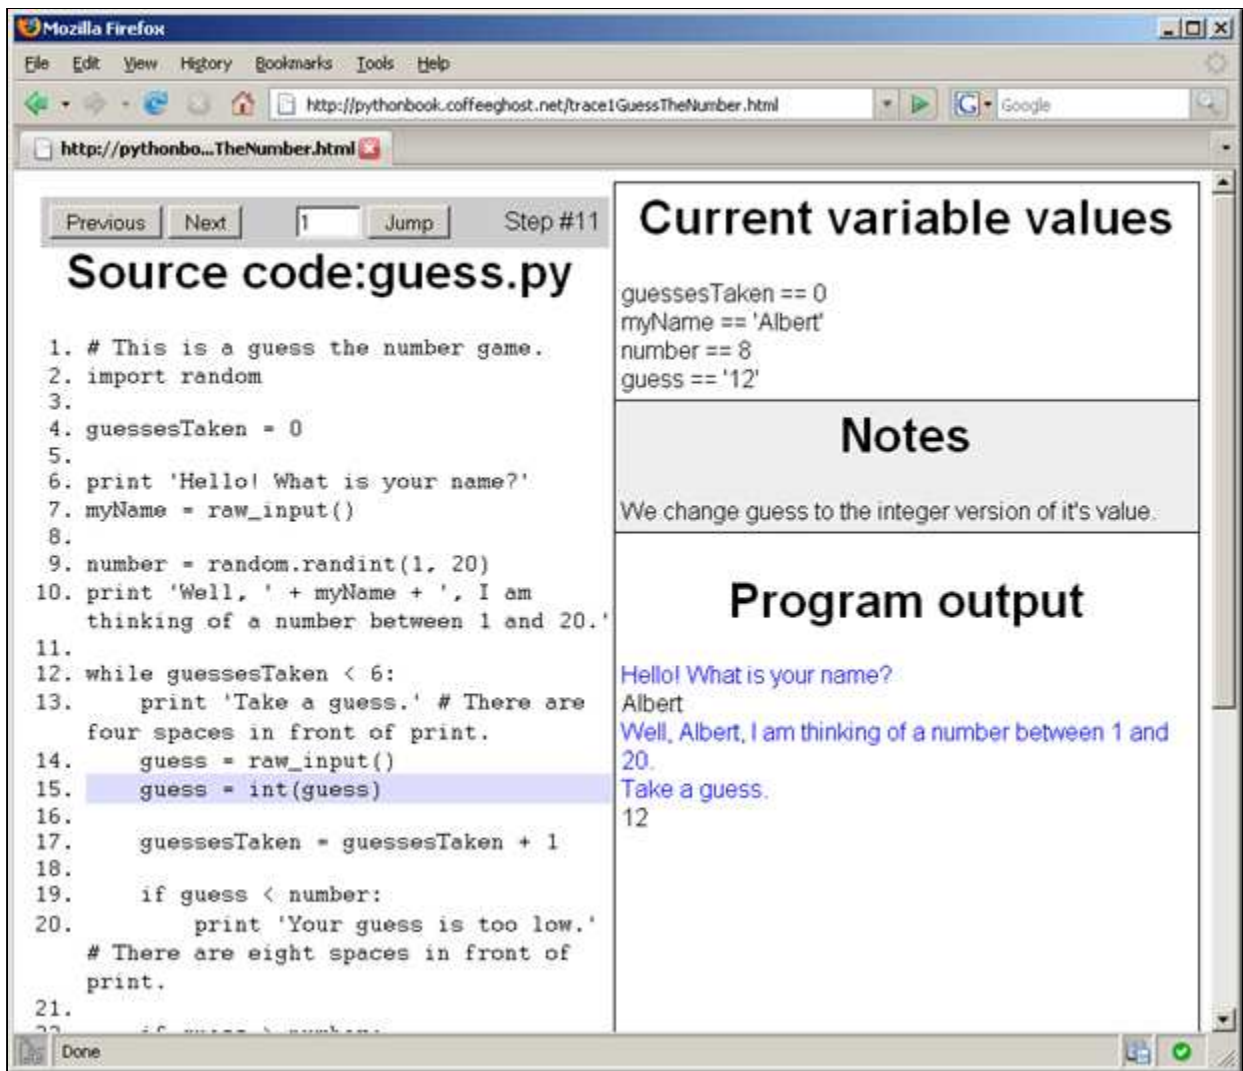 Mozilla Firefox
File Edit View History Bookmarks Tools Help
http://pythonbook.coffeeghost.net/trace1GuessTheNumber.html
Google
http://pythonbo...TheNumber.html
Previous Next 1 Jump Step #11
Source code:guess.py
1. # This is a guess the number game.
2. import random
3.
4. guessesTaken = 0
5.
6. print 'Hello! What is your name?'
7. myName = raw_input()
8.
9. number = random.randint(1, 20)
10. print 'Well, ' + myName + ', I am
thinking of a number between 1 and 20.'
11.
12. while guessesTaken < 6:
13. print 'Take a guess.' # There are
four spaces in front of print.
14. guess = raw_input()
15. guess = int(guess)
16.
17. guessesTaken = guessesTaken + 1
18.
19. if guess < number:
20. print 'Your guess is too low.'
# There are eight spaces in front of
print.
21.
Current variable values
guessesTaken == 0
myName == 'Albert'
number == 8
guess == '12'
Notes
We change guess to the integer version of it's value.
Program output
Hello! What is your name?
Albert
Well, Albert, I am thinking of a number between 1 and
20.
Take a guess.
12
Done